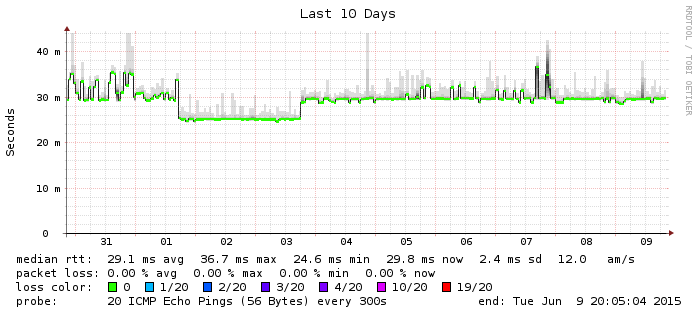 Last 10 Days
RRDTOOL / TOBI OETIKER
Seconds
40 m
30 m
20 m
10 m
0
31 01 02 03 04 05 06 07 08 09
median rtt: 29.1 ms avg 36.7 ms max 24.6 ms min 29.8 ms now 2.4 ms sd 12.0 am/s
packet loss: 0.00 % avg 0.00 % max 0.00 % min 0.00 % now
loss color: 0 1/20 2/20 3/20 4/20 10/20 19/20
probe: 20 ICMP Echo Pings (56 Bytes) every 300s end: Tue Jun 9 20:05:04 2015